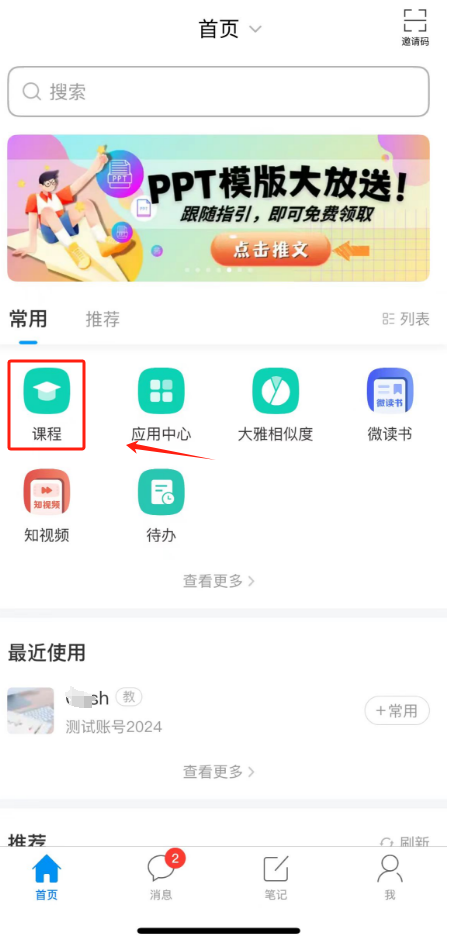 首页
邀请码
搜索
PPT
PPT模版大放送!
跟随指引，即可免费领取
点击推文
常用 推荐 列表
微读书
课程 应用中心 大雅相似度 微读书
知视频
知视频 待办
查看更多
最近使用
sh 教
+常用
测试账号2024
查看更多
推荐 刷新
2
首页 消息 笔记 我